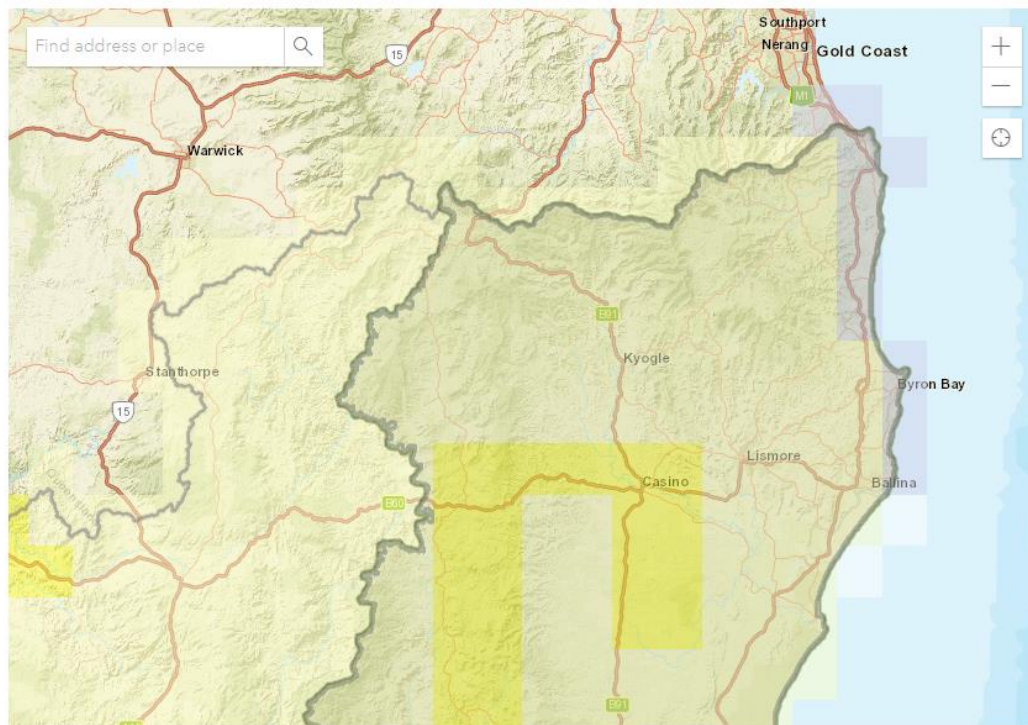 Find address or place
15
Southport
Nerang
Gold Coast
+
−
M1
Warwick
B91
Kyogle
Stanthorpe
Byron Bay
15
Lismore
Casino
Ballina
B60
B91